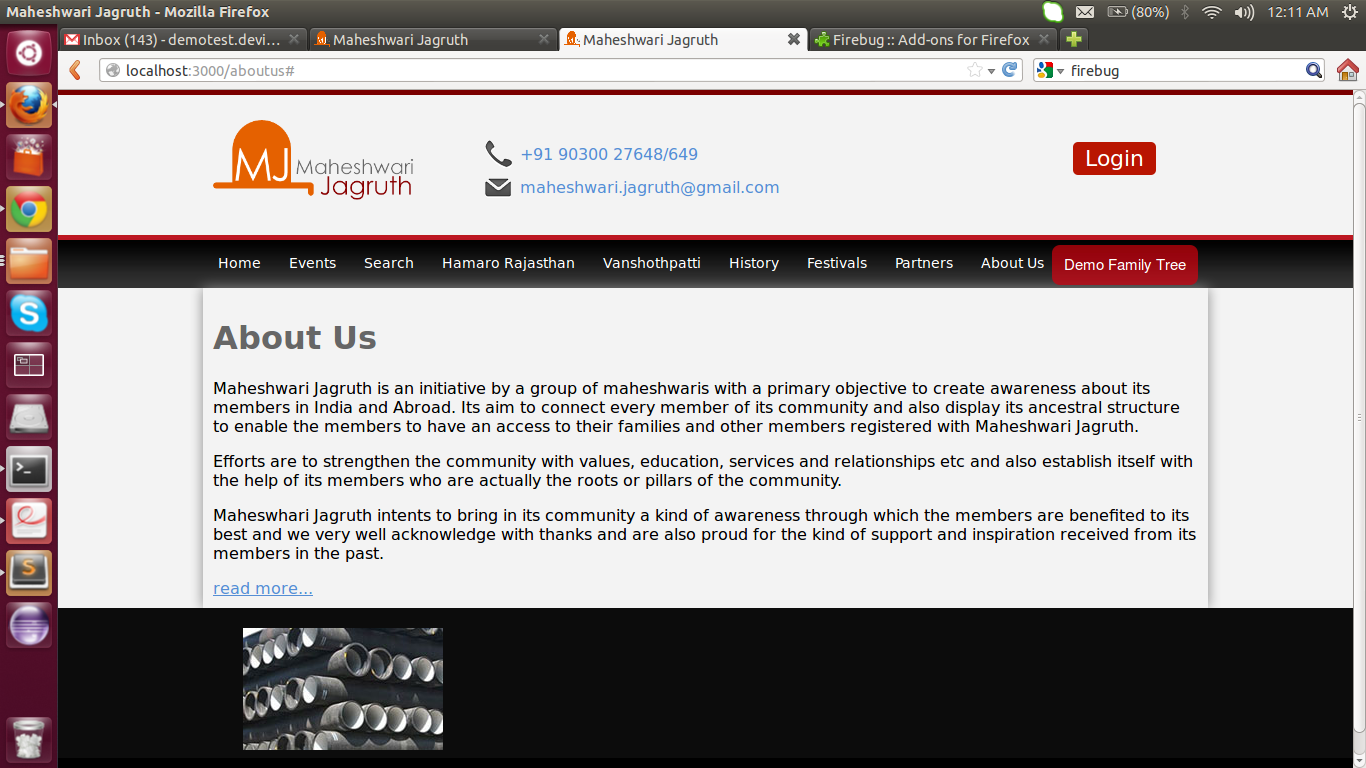 Maheshwari Jagruth - Mozilla Firefox
(80%)
12:11 AM
Inbox (143) - demotest.devi...
Maheshwari Jagruth
Maheshwari Jagruth
Firebug :: Add-ons for Firefox
localhost:3000/aboutus#
firebug
MJ Maheshwari
Jagruth
+91 90300 27648/649
maheshwari.jagruth@gmail.com
Login
Home Events Search Hamaro Rajasthan Vanshothpatti History Festivals Partners About Us Demo Family Tree
About Us
Maheshwari Jagruth is an initiative by a group of maheshwaris with a primary objective to create awareness about its
members in India and Abroad. Its aim to connect every member of its community and also display its ancestral structure
to enable the members to have an access to their families and other members registered with Maheshwari Jagruth.
Efforts are to strengthen the community with values, education, services and relationships etc and also establish itself with
the help of its members who are actually the roots or pillars of the community.
Maheswhari Jagruth intents to bring in its community a kind of awareness through which the members are benefited to its
best and we very well acknowledge with thanks and are also proud for the kind of support and inspiration received from its
members in the past.
read more...